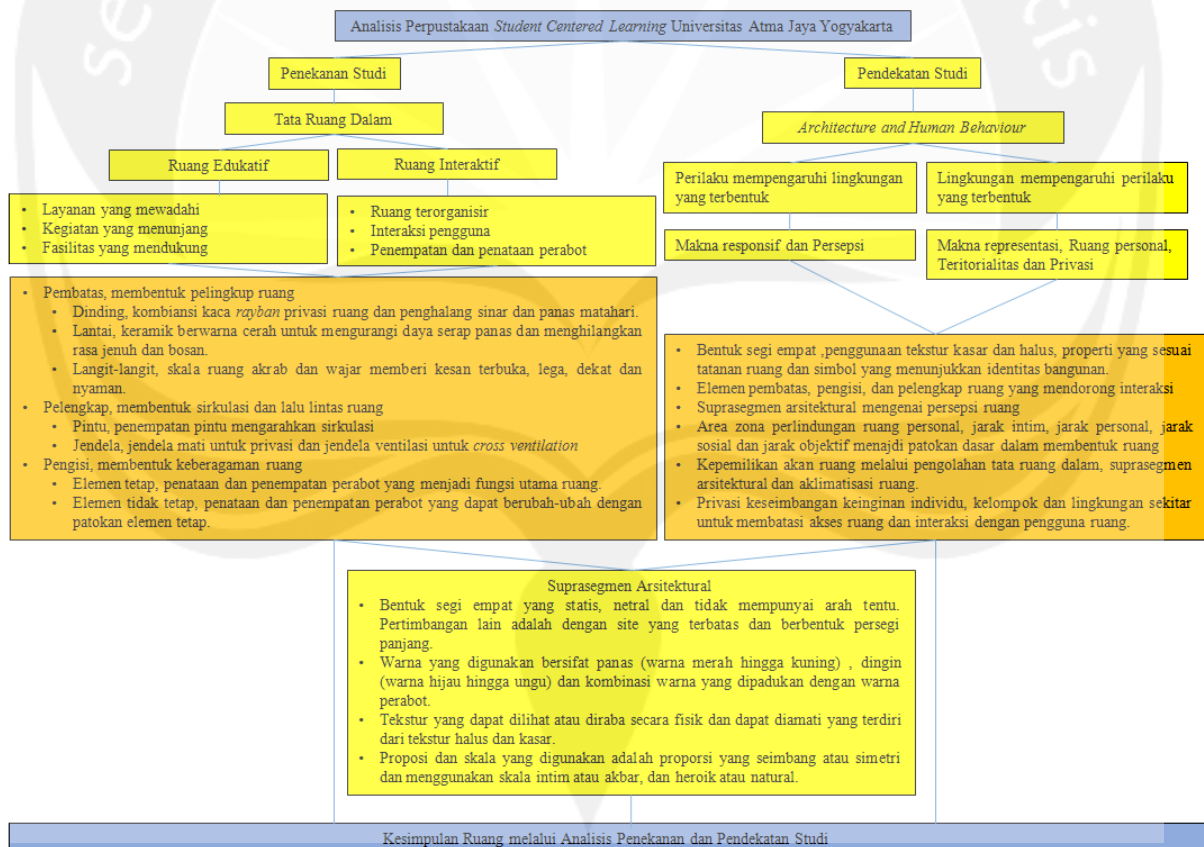 Analisis Perpustakaan Student Centered Learning Universitas Atma Jaya Yogyakarta
Penekanan Studi
Pendekatan Studi
Tata Ruang Dalam
Architecture and Human Behaviour
Ruang Edukatif
Ruang Interaktif
Perilaku mempengaruhi lingkungan
yang terbentuk
Lingkungan mempengaruhi perilaku
yang terbentuk
• Layanan yang mewadahi
• Kegiatan yang menunjang
• Fasilitas yang mendukung
• Ruang terorganisir
• Interaksi pengguna
• Penempatan dan penataan perabot
Makna responsif dan Persepsi
Makna representasi, Ruang personal,
Teritorialitas dan Privasi
• Pembatas, membentuk pelingkup ruang
• Dinding, kombiansi kaca rayban privasi ruang dan penghalang sinar dan panas matahari.
• Lantai, keramik berwarna cerah untuk mengurangi daya serap panas dan menghilangkan
rasa jenuh dan bosan.
• Langit-langit, skala ruang akrab dan wajar memberi kesan terbuka, lega, dekat dan
nyaman.
• Pelengkap, membentuk sirkulasi dan lalu lintas ruang
• Pintu, penempatan pintu mengarahkan sirkulasi
• Jendela, jendela mati untuk privasi dan jendela ventilasi untuk cross ventilation
• Pengisi, membentuk keberagaman ruang
• Elemen tetap, penataan dan penempatan perabot yang menjadi fungsi utama ruang.
• Elemen tidak tetap, penataan dan penempatan perabot yang dapat berubah-ubah dengan
patokan elemen tetap.
• Bentuk segi empat ,penggunaan tekstur kasar dan halus, properti yang sesuai
tatanan ruang dan simbol yang menunjukkan identitas bangunan.
• Elemen pembatas, pengisi, dan pelengkap ruang yang mendorong interaksi
• Suprasegmen arsitektural mengenai persepsi ruang
• Area zona perlindungan ruang personal, jarak intim, jarak personal, jarak
sosial dan jarak objektif menajdi patokan dasar dalam membentuk ruang
• Kepemilikan akan ruang melalui pengolahan tata ruang dalam, suprasegmen
arsitektural dan aklimatisasi ruang.
• Privasi keseimbangan keinginan individu, kelompok dan lingkungan sekitar
untuk membatasi akses ruang dan interaksi dengan pengguna ruang.
Suprasegmen Arsitektural
• Bentuk segi empat yang statis, netral dan tidak mempunyai arah tentu.
Pertimbangan lain adalah dengan site yang terbatas dan berbentuk persegi
panjang.
• Warna yang digunakan bersifat panas (warna merah hingga kuning) , dingin
(warna hijau hingga ungu) dan kombinasi warna yang dipadukan dengan warna
perabot.
• Tekstur yang dapat dilihat atau diraba secara fisik dan dapat diamati yang terdiri
dari tekstur halus dan kasar.
• Proposi dan skala yang digunakan adalah proporsi yang seimbang atau simetri
dan menggunakan skala intim atau akbar, dan heroik atau natural.
Kesimpulan Ruang melalui Analisis Penekanan dan Pendekatan Studi